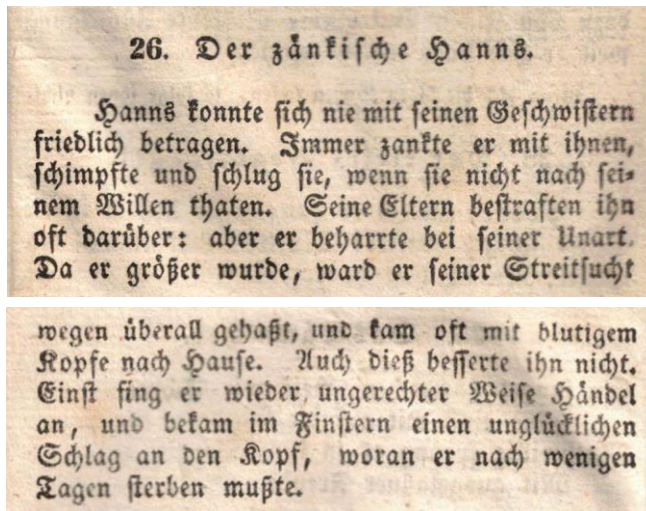 26. Der zänkische Hanns.
Hanns konnte sich nie mit seinen Geschwistern
friedlich betragen. Immer zankte er mit ihnen,
schimpfte und schlug sie, wenn sie nicht nach sei-
nem Willen thaten. Seine Eltern bestraften ihn
oft darüber: aber er beharrte bei seiner Unart.
Da er größer wurde, ward er seiner Streitsucht
wegen überall gehaßt, und kam oft mit blutigem
Kopfe nach Hause. Auch dieß besserte ihn nicht.
Einst fing er wieder ungerechter Weise Händel
an, und bekam im Finstern einen unglücklichen
Schlag an den Kopf, woran er nach wenigen
Tagen sterben mußte.